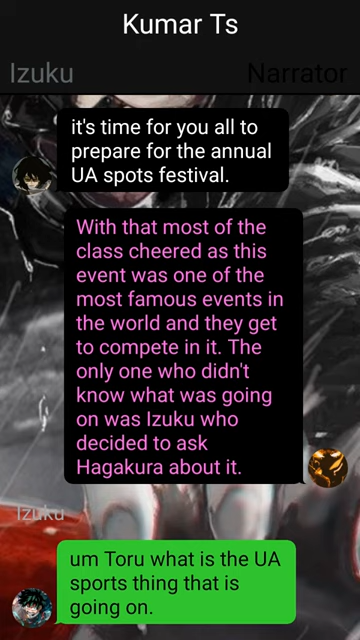 Kumar Ts
Izuku
Narrator
it's time for you all to
prepare for the annual
UA spots festival.
With that most of the
class cheered as this
event was one of the
most famous events in
the world and they get
to compete in it. The
only one who didn't
know what was going
on was Izuku who
decided to ask
Hagakura about it.
Izuku
um Toru what is the UA
sports thing that is
going on.